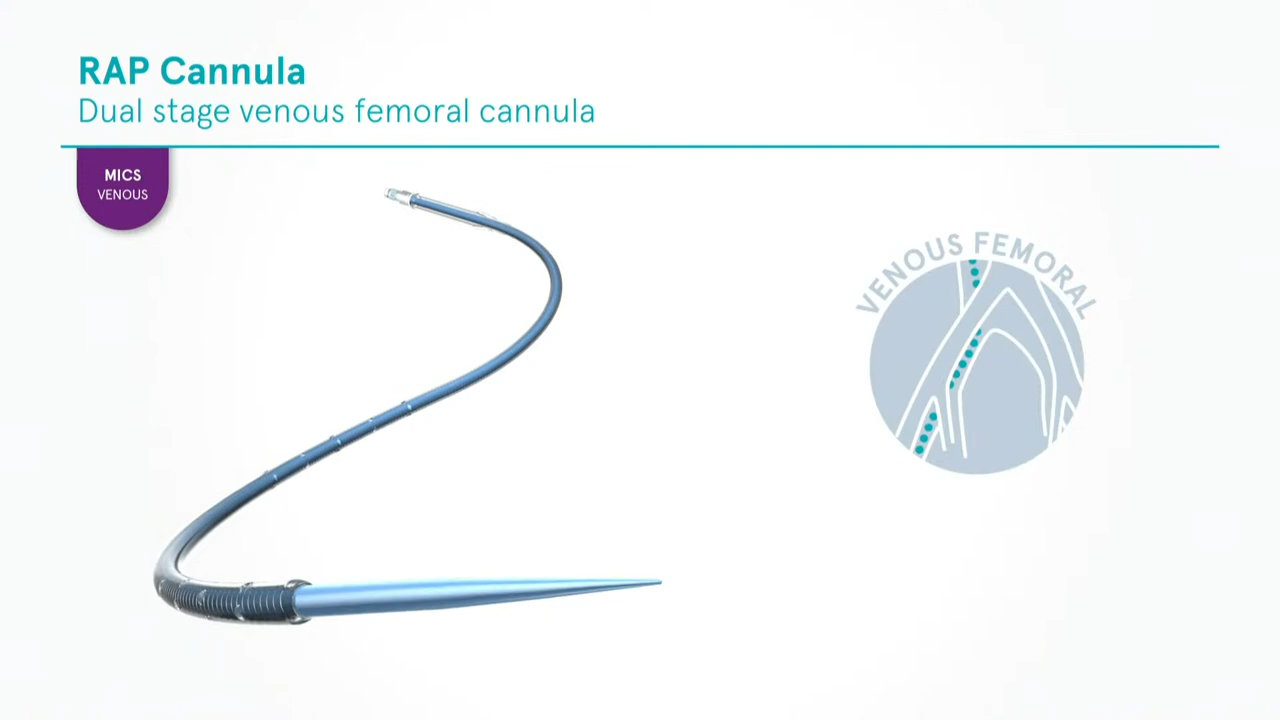 RAP Cannula
Dual stage venous femoral cannula
MICS
VENOUS
VENOUS FEMORAL